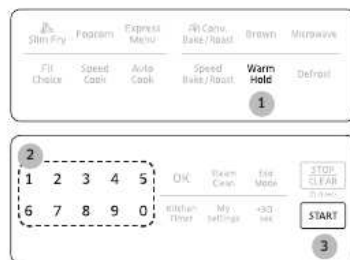 Slim Fry Popcorn Express Menu Conv. Bake/Roast Brown Microwave
Fit Choice Speed Cook Auto Cook Speed Bake/Roast Warm Hold Defrost
1
2
1 2 3 4 5 OK Steam Clean Eco Mode STOP CLEAR
6 7 8 9 0 Kitchen Timer My Settings +30 sec START
3